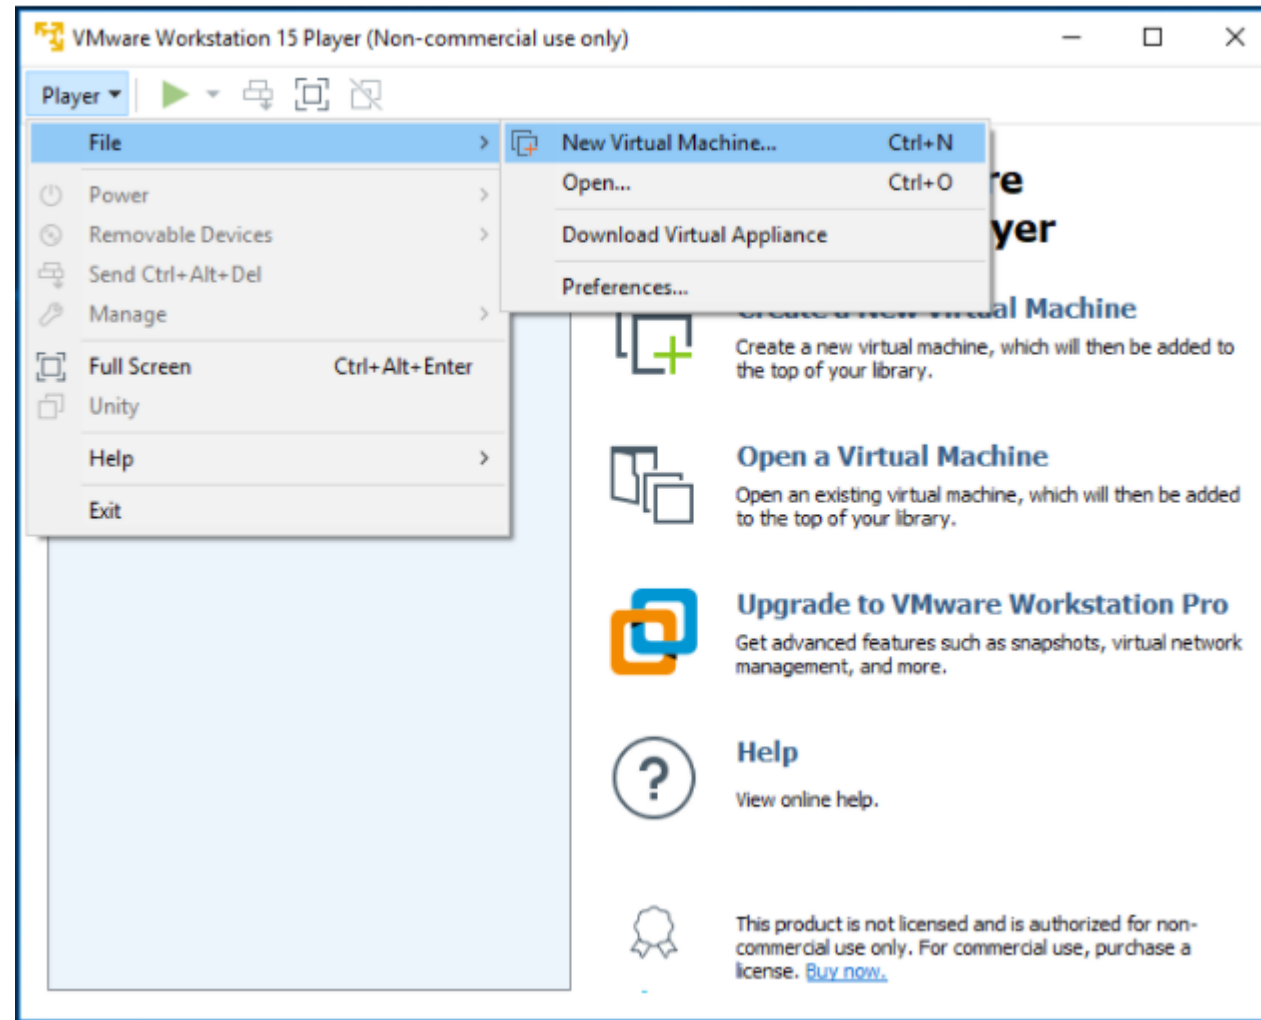 VMware Workstation 15 Player (Non-commercial use only)
Player
File
New Virtual Machine... Ctrl+N
Open... Ctrl+O
Download Virtual Appliance
Preferences...
Power
Removable Devices
Send Ctrl+Alt+Del
Manage
Full Screen Ctrl+Alt+Enter
Unity
Help
Exit
re
yer
Create a New Virtual Machine
Create a new virtual machine, which will then be added to
the top of your library.
Open a Virtual Machine
Open an existing virtual machine, which will then be added
to the top of your library.
Upgrade to VMware Workstation Pro
Get advanced features such as snapshots, virtual network
management, and more.
Help
View online help.
This product is not licensed and is authorized for non-
commercial use only. For commercial use, purchase a
license. Buy now.